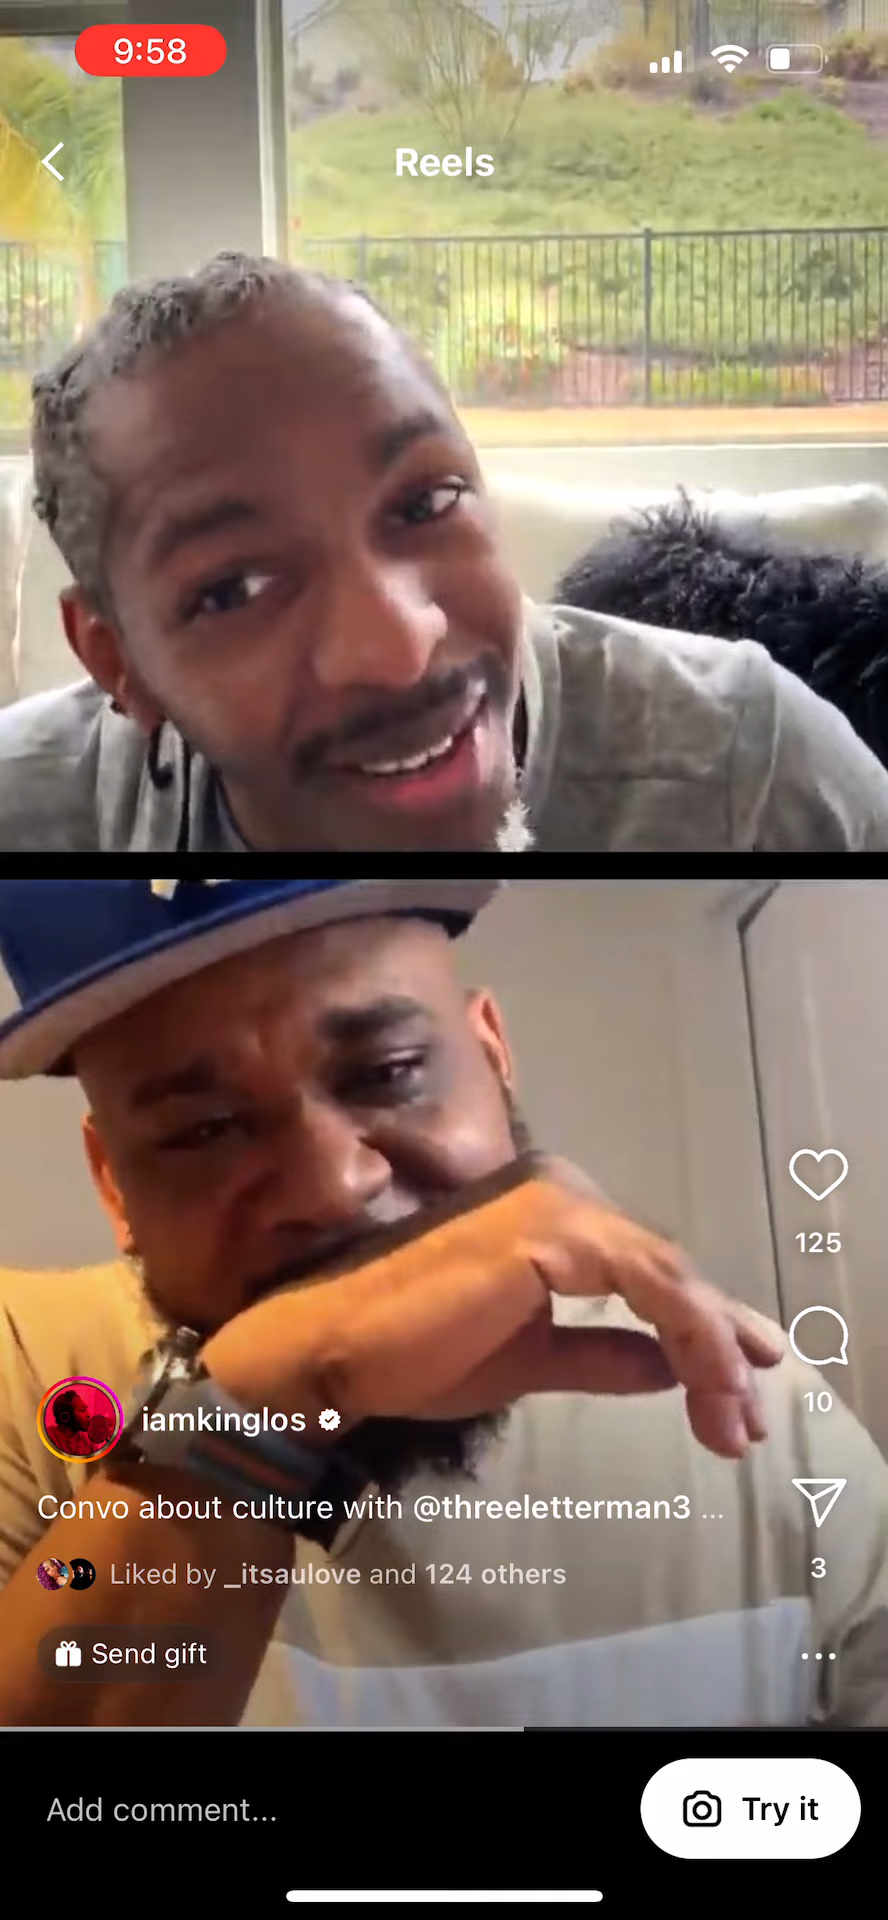 9:58
Reels
125
10
iamkinglos
Convo about culture with @threeletterman3 ...
3
Liked by _itsaulove and 124 others
Send gift
Add comment...
Try it